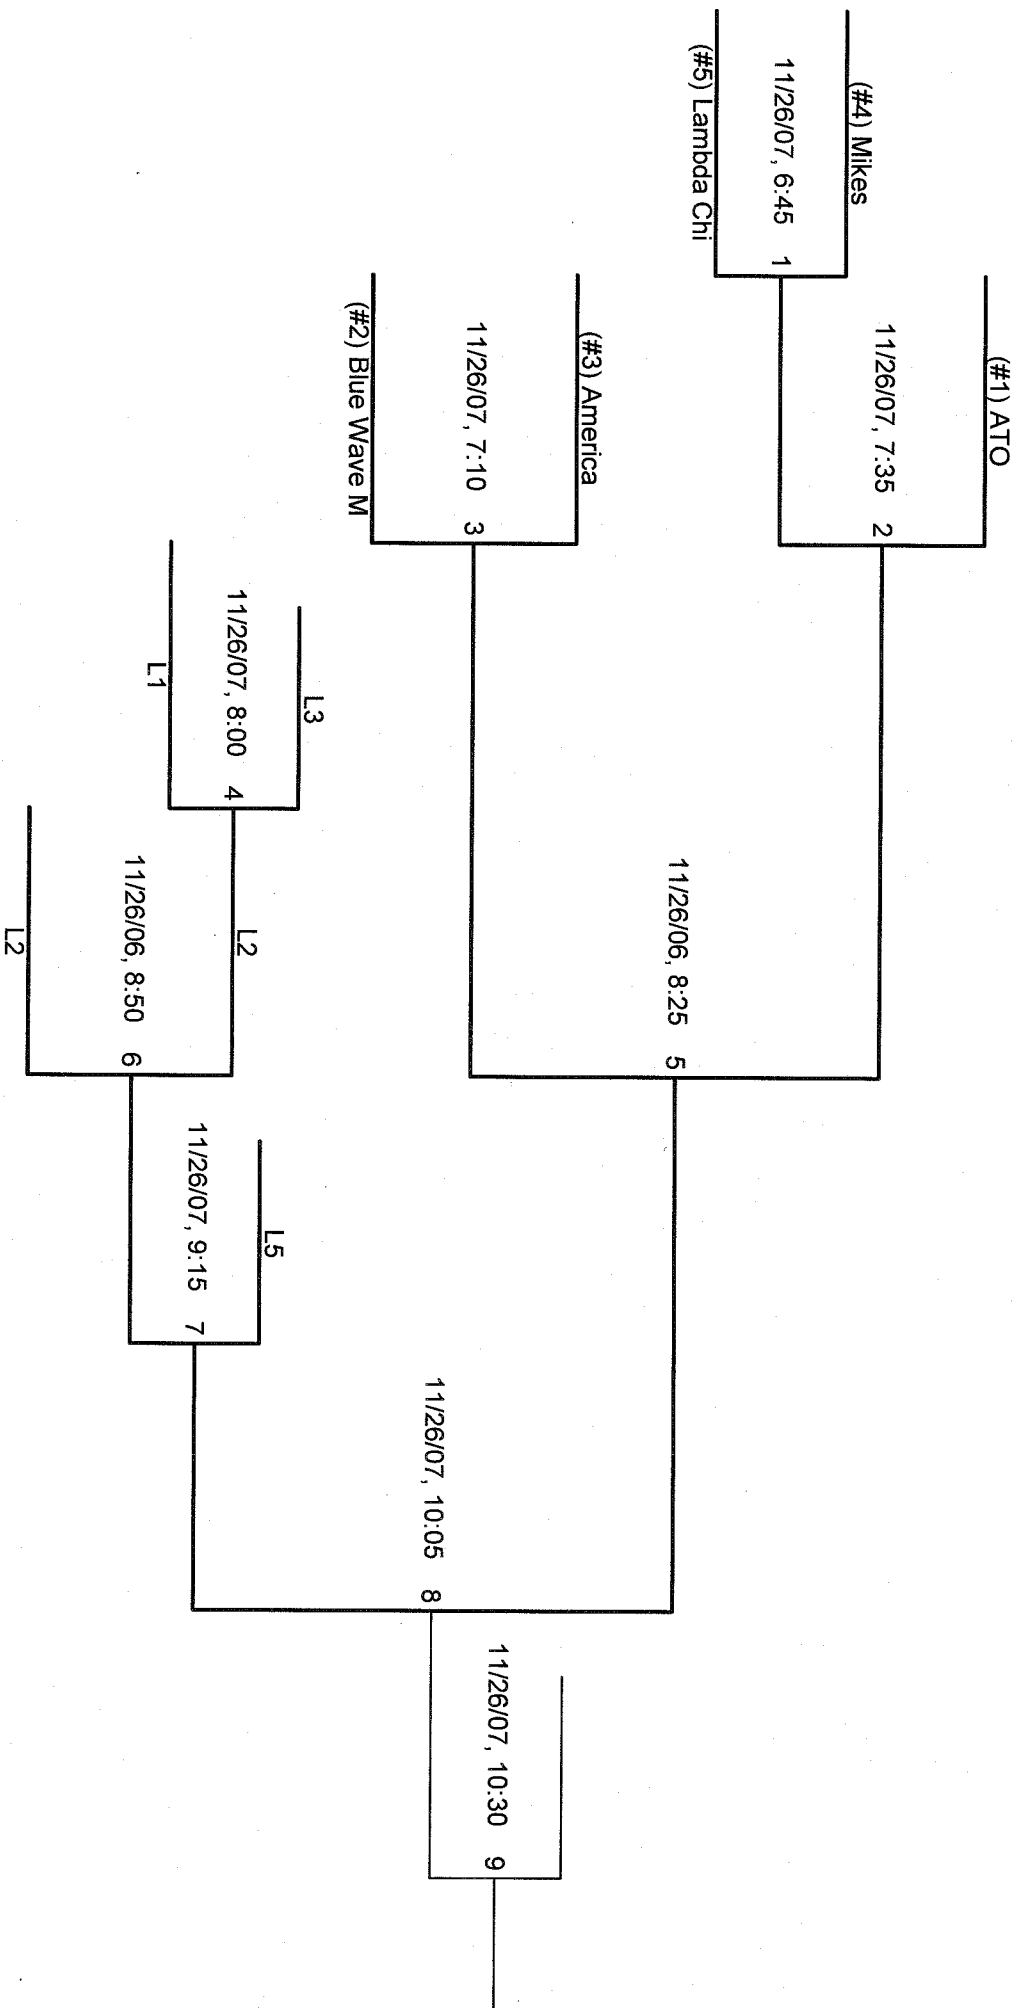 (#1) ATO
11/26/07, 7:35 2
(#4) Mikes
11/26/07, 6:45 1
(#5) Lambda Chi
11/26/06, 8:25 5
(#3) America
11/26/07, 7:10 3
(#2) Blue Wave M
11/26/07, 10:05 8
11/26/07, 10:30 9
L3
11/26/07, 8:00 4
L1
L5
11/26/07, 9:15 7
L2
11/26/06, 8:50 6
L2